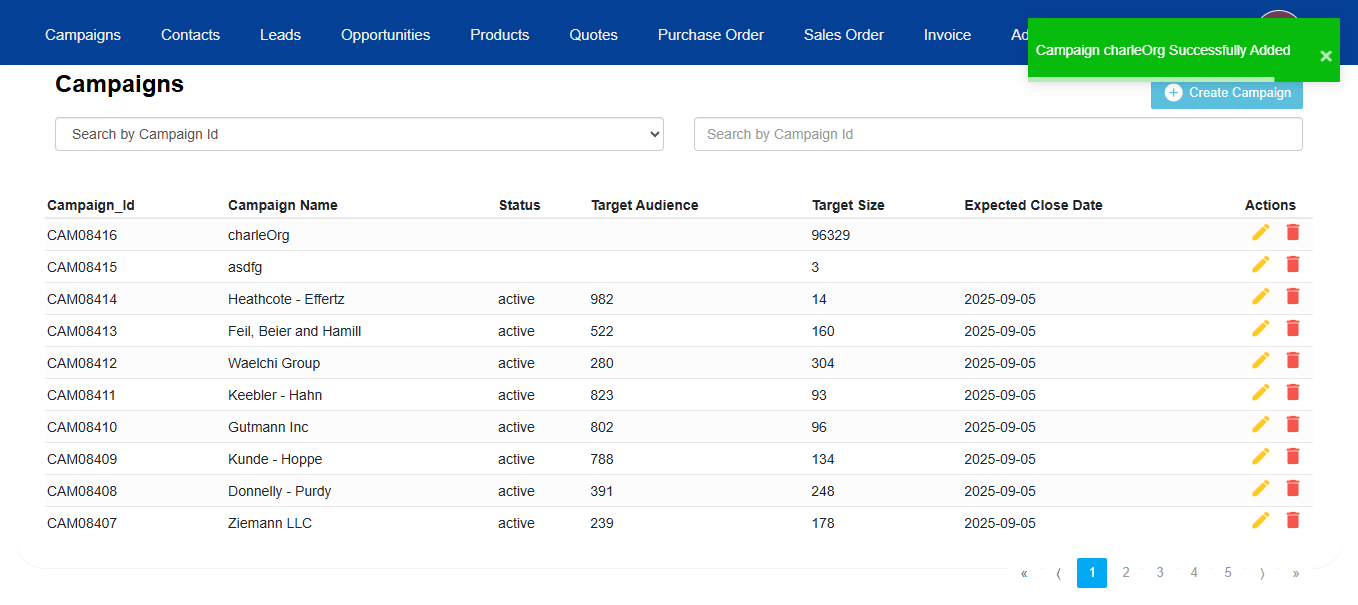 Campaigns Contacts Leads Opportunities Products Quotes Purchase Order Sales Order Invoice
Campaign charleOrg Successfully Added ×
Campaigns
Create Campaign
Search by Campaign Id Search by Campaign Id
Campaign_Id Campaign Name Status Target Audience Target Size Expected Close Date Actions
CAM08416 charleOrg 96329
CAM08415 asdfg 3
CAM08414 Heathcote - Effertz active 982 14 2025-09-05
CAM08413 Feil, Beier and Hamill active 522 160 2025-09-05
CAM08412 Waelchi Group active 280 304 2025-09-05
CAM08411 Keebler - Hahn active 823 93 2025-09-05
CAM08410 Gutmann Inc active 802 96 2025-09-05
CAM08409 Kunde - Hoppe active 788 134 2025-09-05
CAM08408 Donnelly - Purdy active 391 248 2025-09-05
CAM08407 Ziemann LLC active 239 178 2025-09-05
« ⟨ 1 2 3 4 5 ⟩ »